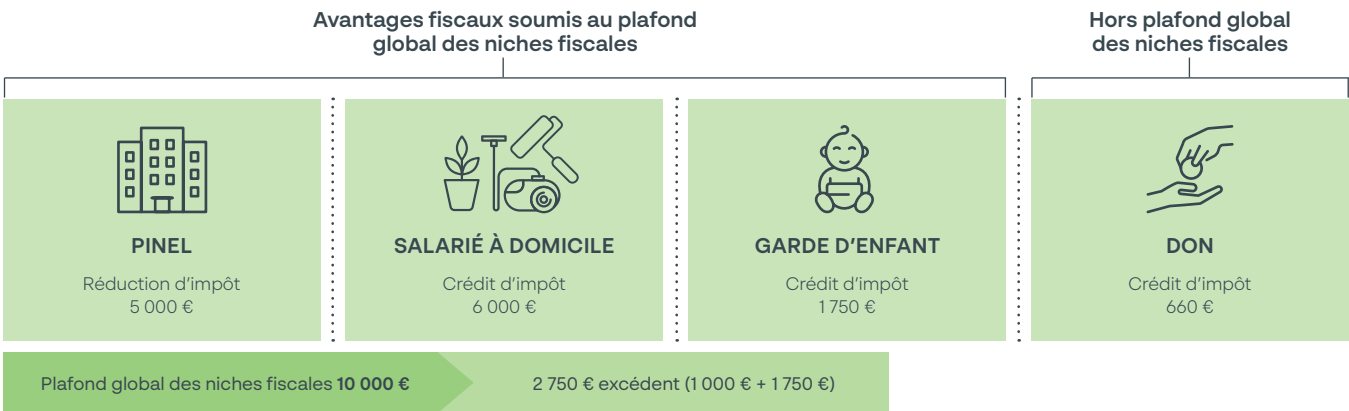 Avantages fiscaux soumis au plafond
global des niches fiscales
Hors plafond global
des niches fiscales
PINEL
Réduction d'impôt
5 000 €
SALARIÉ À DOMICILE
Crédit d'impôt
6 000 €
GARDE D'ENFANT
Crédit d'impôt
1 750 €
DON
Crédit d'impôt
660 €
Plafond global des niches fiscales 10 000 €
2 750 € excédent (1 000 € + 1 750 €)